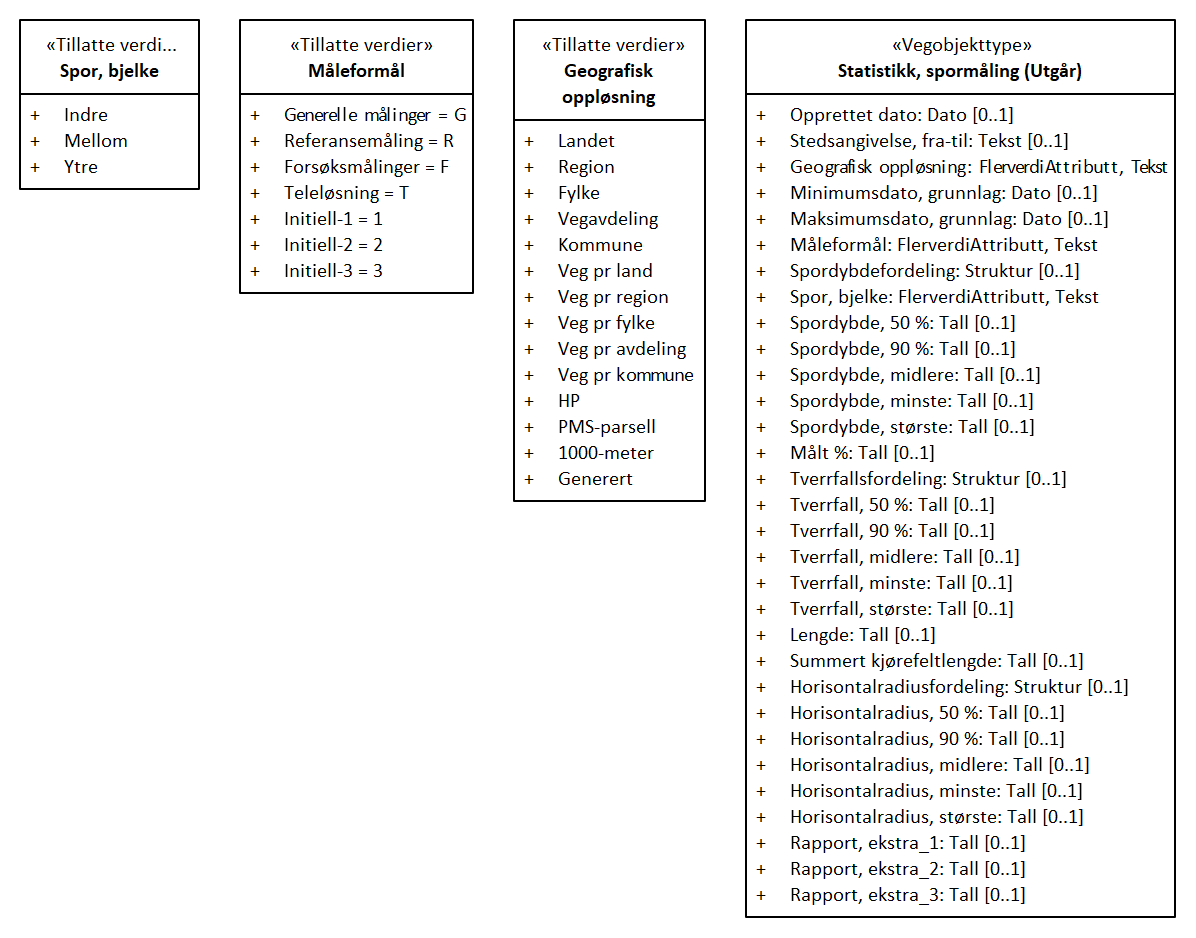 «Tillatte verdi...
Spor, bjelke
+ Indre
+ Mellom
+ Ytre
«Tillatte verdier»
Måleformål
+ Generelle målinger = G
+ Referansemåling = R
+ Forsøksmålinger = F
+ Teleløsning = T
+ Initiell-1 = 1
+ Initiell-2 = 2
+ Initiell-3 = 3
«Tillatte verdier»
Geografisk
oppløsning
+ Landet
+ Region
+ Fylke
+ Vegavdeling
+ Kommune
+ Veg pr land
+ Veg pr region
+ Veg pr fylke
+ Veg pr avdeling
+ Veg pr kommune
+ HP
+ PMS-parsell
+ 1000-meter
+ Generert
«Vegobjekttype»
Statistikk, spormåling (Utgår)
+ Opprettet dato: Dato [0..1]
+ Stedsangivelse, fra-til: Tekst [0..1]
+ Geografisk oppløsning: FlerverdiAttributt, Tekst
+ Minimumsdato, grunnlag: Dato [0..1]
+ Maksimumsdato, grunnlag: Dato [0..1]
+ Måleformål: FlerverdiAttributt, Tekst
+ Spordybdefordeling: Struktur [0..1]
+ Spor, bjelke: FlerverdiAttributt, Tekst
+ Spordybde, 50 %: Tall [0..1]
+ Spordybde, 90 %: Tall [0..1]
+ Spordybde, midlere: Tall [0..1]
+ Spordybde, minste: Tall [0..1]
+ Spordybde, største: Tall [0..1]
+ Målt %: Tall [0..1]
+ Tverrfallsfordeling: Struktur [0..1]
+ Tverrfall, 50 %: Tall [0..1]
+ Tverrfall, 90 %: Tall [0..1]
+ Tverrfall, midlere: Tall [0..1]
+ Tverrfall, minste: Tall [0..1]
+ Tverrfall, største: Tall [0..1]
+ Lengde: Tall [0..1]
+ Summert kjørefeltlengde: Tall [0..1]
+ Horisontalradiusfordeling: Struktur [0..1]
+ Horisontalradius, 50 %: Tall [0..1]
+ Horisontalradius, 90 %: Tall [0..1]
+ Horisontalradius, midlere: Tall [0..1]
+ Horisontalradius, minste: Tall [0..1]
+ Horisontalradius, største: Tall [0..1]
+ Rapport, ekstra_1: Tall [0..1]
+ Rapport, ekstra_2: Tall [0..1]
+ Rapport, ekstra_3: Tall [0..1]